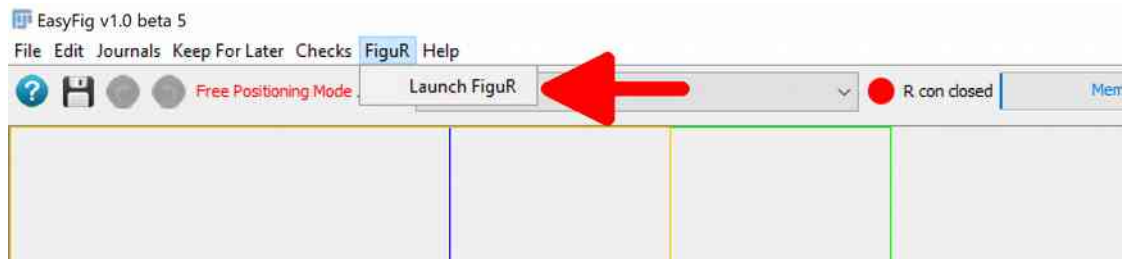 EasyFig v1.0 beta 5
File Edit Journals Keep For Later Checks FiguR Help
Free Positioning Mode . Launch FiguR R con closed Mem